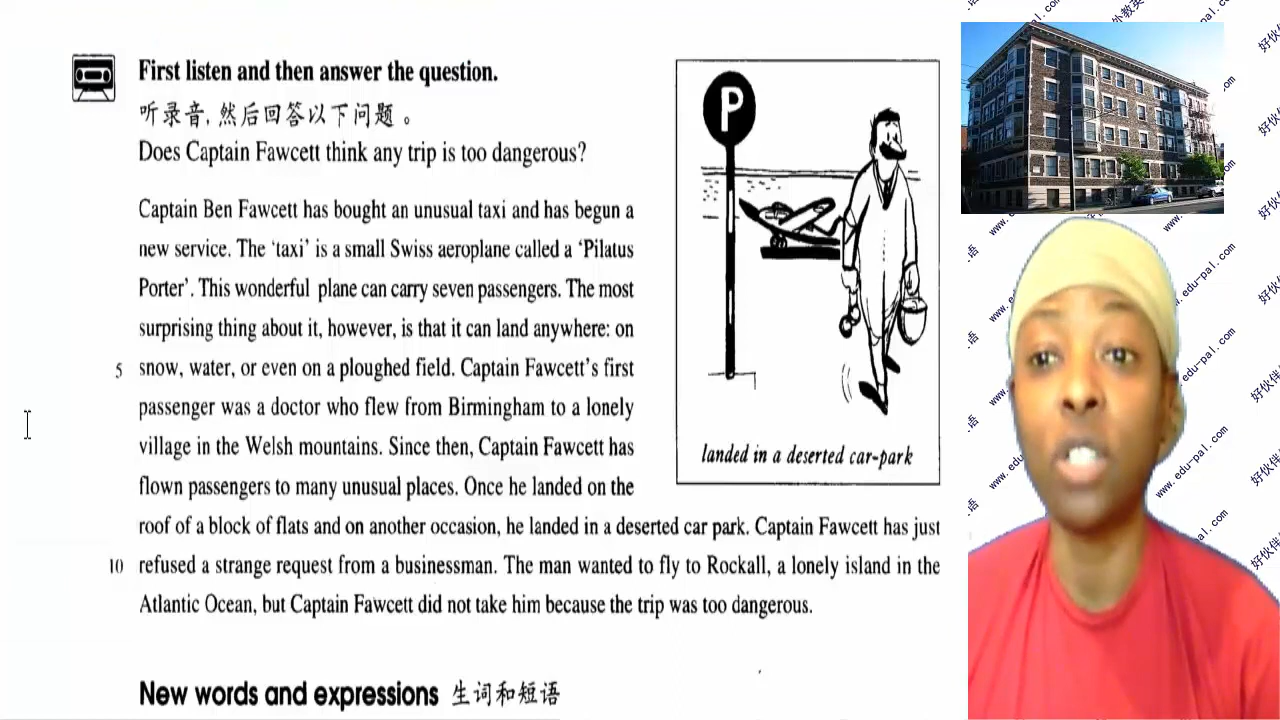 First listen and then answer the question.
听录音,然后回答以下问题。
Does Captain Fawcett think any trip is too dangerous?
Captain Ben Fawcett has bought an unusual taxi and has begun a
new service. The ‘taxi’ is a small Swiss aeroplane called a ‘Pilatus
Porter’. This wonderful plane can carry seven passengers. The most
surprising thing about it, however, is that it can land anywhere: on
5 snow, water, or even on a ploughed field. Captain Fawcett's first
passenger was a doctor who flew from Birmingham to a lonely
village in the Welsh mountains. Since then, Captain Fawcett has
flown passengers to many unusual places. Once he landed on the
roof of a block of flats and on another occasion, he landed in a deserted car park. Captain Fawcett has just
10 refused a strange request from a businessman. The man wanted to fly to Rockall, a lonely island in the
Atlantic Ocean, but Captain Fawcett did not take him because the trip was too dangerous.
New words and expressions 生词和短语
P
landed in a deserted car-park
www.edu-pal.com
www.edu-pal.com
www.edu-pal.com